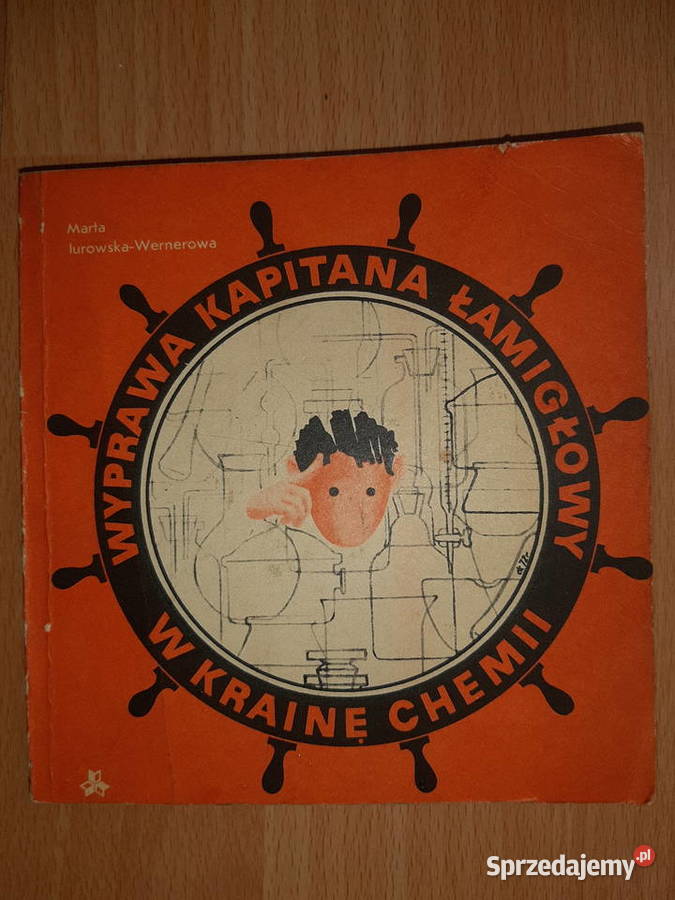 Marta
Iurowska-Wernerowa
WYPRAWA KAPITANA ŁAMIGŁOWY
W KRAINĘ CHEMII
Sprzedajemy.pl